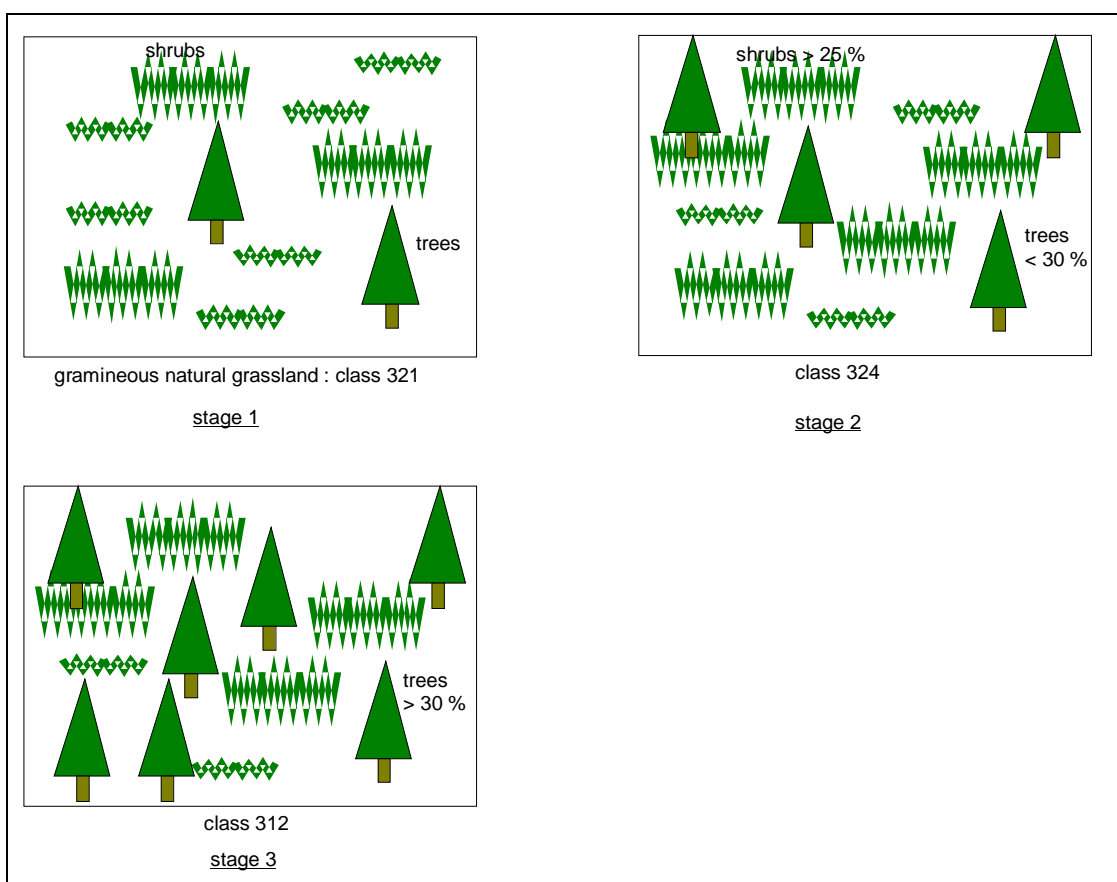 shrubs
trees
gramineous natural grassland : class 321
stage 1
shrubs > 25 %
trees
< 30 %
class 324
stage 2
trees
> 30 %
class 312
stage 3